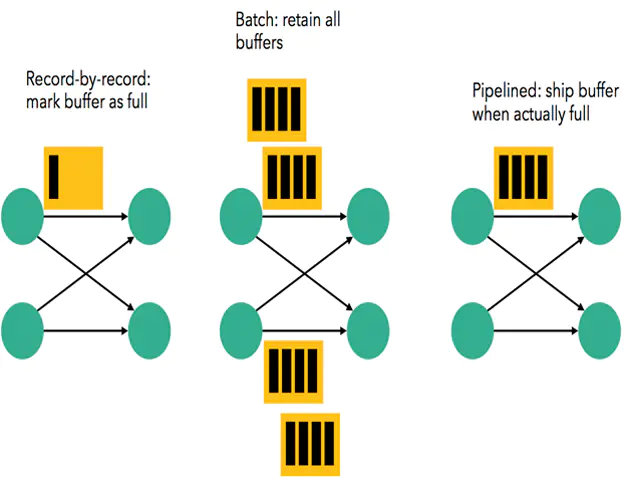 Record-by-record:
mark buffer as full
Batch: retain all
buffers
Pipelined: ship buffer
when actually full